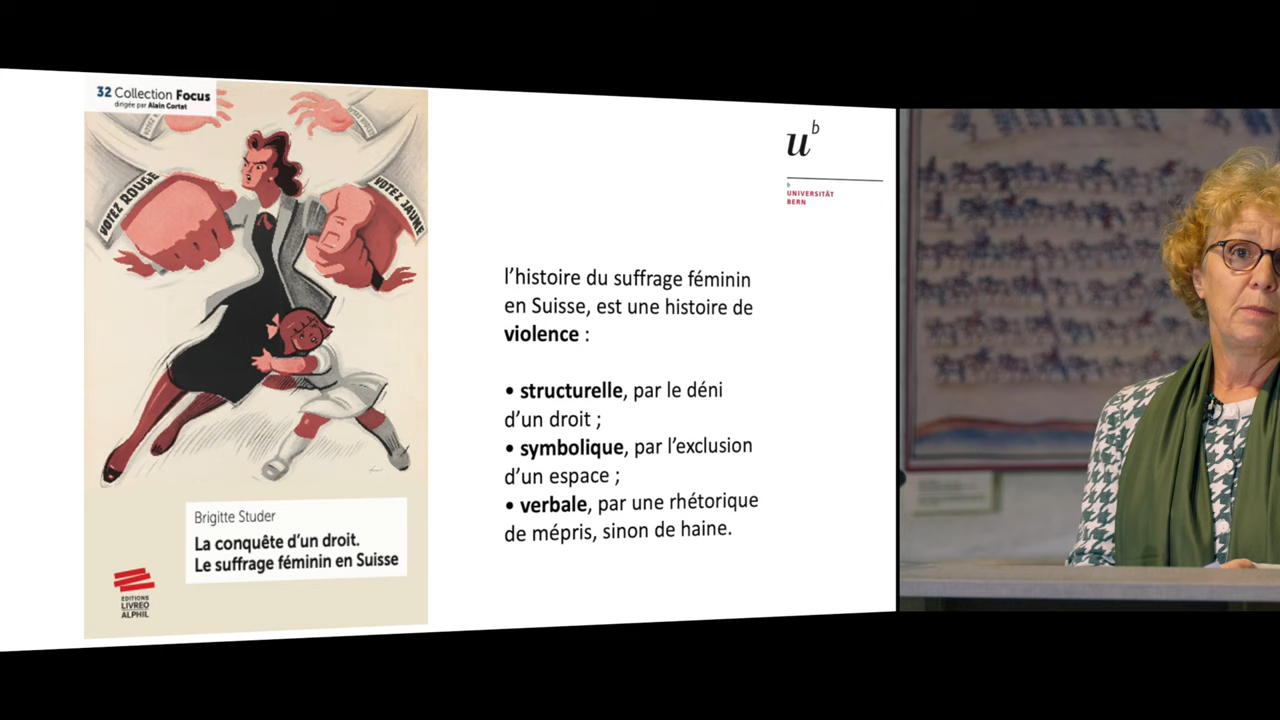 32 Collection Focus
dirigée par Alain Cortat
VOTEZ ROUGE
VOTEZ JAUNE
Brigitte Studer
La conquête d'un droit.
Le suffrage féminin en Suisse
EDITIONS
LIVREO
ALPHIL
u b
b
UNIVERSITÄT
BERN
l'histoire du suffrage féminin
en Suisse, est une histoire de
violence :
• structurelle, par le déni
d'un droit ;
• symbolique, par l'exclusion
d'un espace ;
• verbale, par une rhétorique
de mépris, sinon de haine.